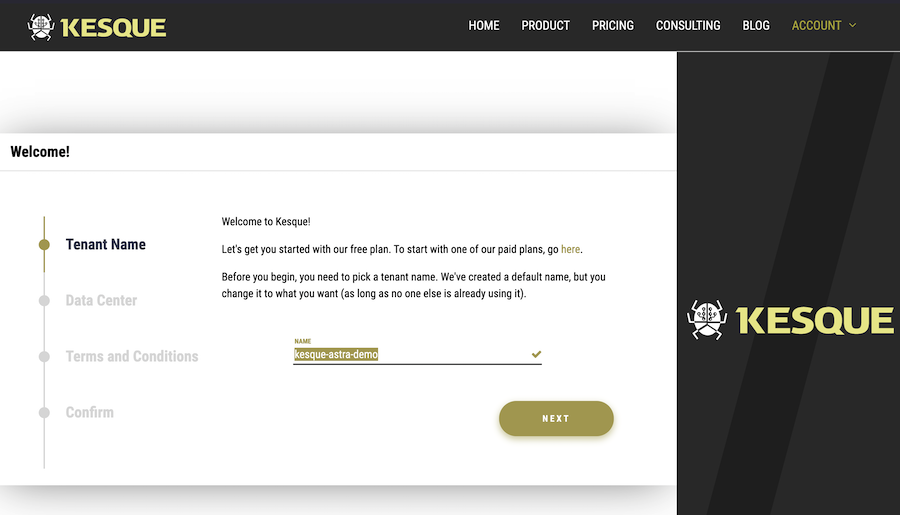 KESQUE
HOME PRODUCT PRICING CONSULTING BLOG ACCOUNT
Welcome!
Tenant Name
Data Center
Terms and Conditions
Confirm
Welcome to Kesque!
Let's get you started with our free plan. To start with one of our paid plans, go here.
Before you begin, you need to pick a tenant name. We've created a default name, but you
change it to what you want (as long as no one else is already using it).
NAME
kesque-astra-demo
NEXT
KESQUE